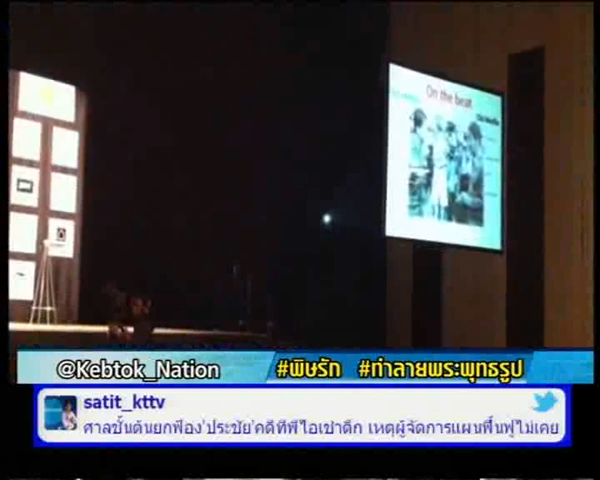 On the beat
@Kebtok_Nation #พิษรัก #ทำลายพระพุทธรูป
satit_kttv
ศาลชั้นต้นยกฟ้อง'ประชัย'คดีทีพีไอเช่าตึก เหตุผู้จัดการแผนฟื้นฟูไม่เคย